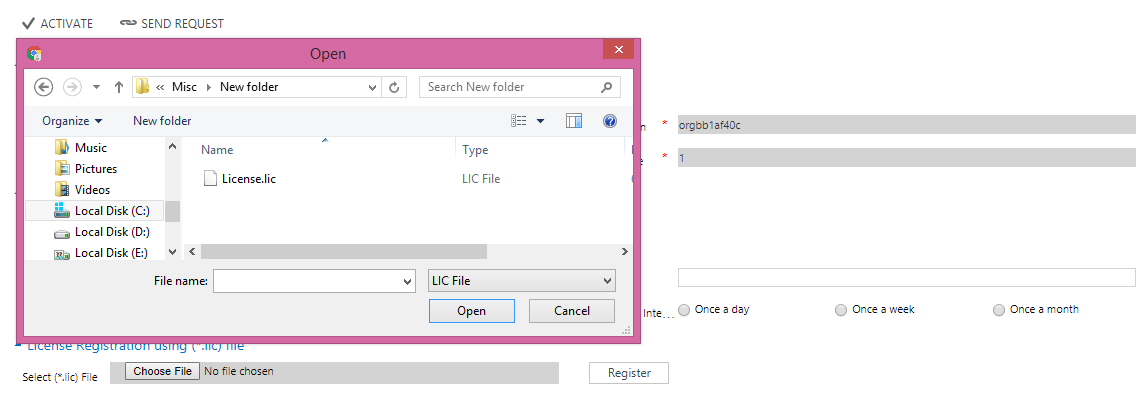 ACTIVATE SEND REQUEST
Open
« Misc New folder
Search New folder
Organize New folder
Music
Pictures
Videos
Local Disk (C:)
Local Disk (D:)
Local Disk (E:)
Name Type
License.lic LIC File
File name: LIC File
Open Cancel
* orgbb1af40c
* 1
Inte... Once a day Once a week Once a month
License Registration using (*.lic) file
Select (*.lic) File Choose File No file chosen Register